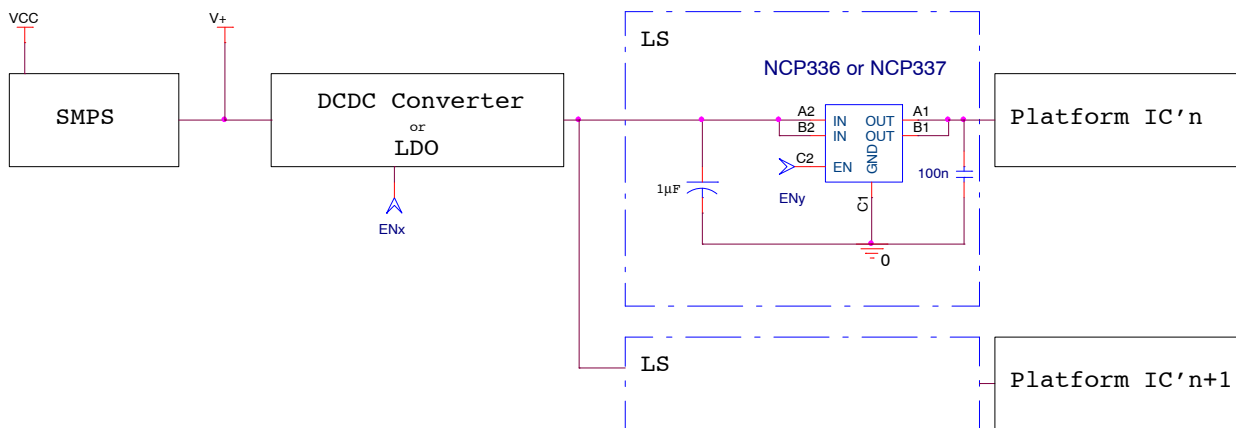 VCC
V+
SMPS
DCDC Converter
or
LDO
ENx
LS
NCP336 or NCP337
A2
B2
C2
IN
IN
EN
OUT
OUT
GND
A1
B1
C1
ENy
1µF
100n
0
Platform IC’n
LS
Platform IC’n+1